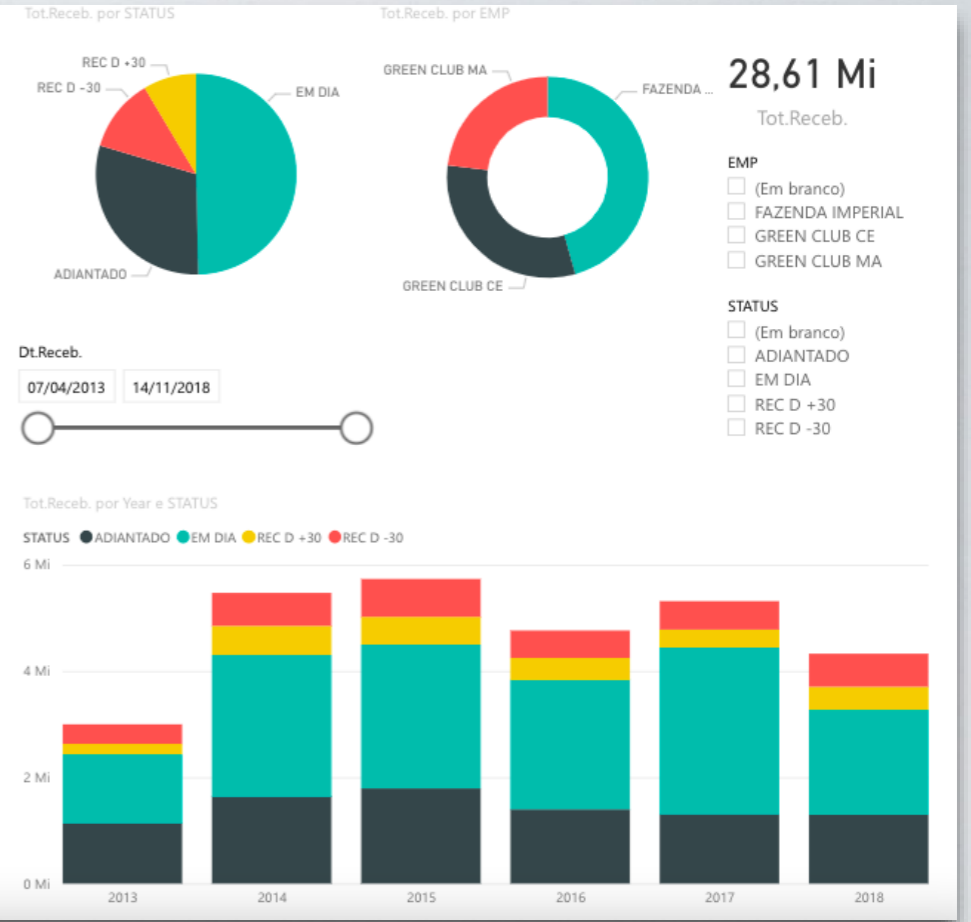 Tot.Receb. por STATUS
REC D +30
REC D -30
EM DIA
ADIANTADO
Tot.Receb. por EMP
GREEN CLUB MA
FAZENDA ...
GREEN CLUB CE
28,61 Mi
Tot.Receb.
EMP
(Em branco)
FAZENDA IMPERIAL
GREEN CLUB CE
GREEN CLUB MA
STATUS
(Em branco)
ADIANTADO
EM DIA
REC D +30
REC D -30
Dt.Receb.
07/04/2013 14/11/2018
Tot.Receb. por Year e STATUS
STATUS ADIANTADO EM DIA REC D +30 REC D -30
6 Mi
4 Mi
2 Mi
0 Mi
2013 2014 2015 2016 2017 2018